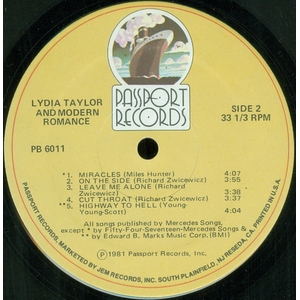 PASSPORT
RECORDS
LYDIA TAYLOR
AND MODERN
ROMANCE
SIDE 2
33 1/3 RPM
PB 6011
*1. MIRACLES (Miles Hunter) 4:07
2. ON THE SIDE (Richard Zwicewicz) 3:55
3. LEAVE ME ALONE (Richard
Zwicewicz) 3:38
4. CUT THROAT (Richard Zwicewicz) 4:37
*5. HIGHWAY TO HELL (Young
Young-Scott) 4:04
All songs published by Mercedes Songs,
except * by Fifty-Four-Seventeen-Mercedes Songs &
** by Edward B. Marks Music Corp. (BMI)
Ⓟ1981 Passport Records, Inc.
PASSPORT RECORDS, MARKETED BY JEM RECORDS, INC. SOUTH PLAINFIELD, NJ RESEDA, CA. PRINTED IN U.S.A.